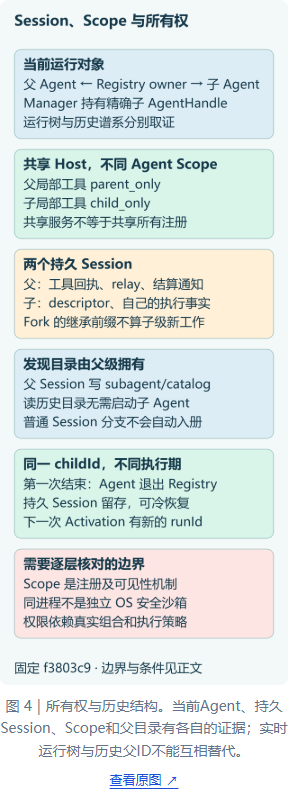 Session、Scope 与所有权
当前运行对象
父 Agent ← Registry owner → 子 Agent
Manager 持有精确子 AgentHandle
运行树与历史谱系分别取证
共享 Host，不同 Agent Scope
父局部工具 parent_only
子局部工具 child_only
共享服务不等于共享所有注册
两个持久 Session
父：工具回执、relay、结算通知
子：descriptor、自己的执行事实
Fork 的继承前缀不算子级新工作
发现目录由父级拥有
父 Session 写 subagent/catalog
读历史目录无需启动子 Agent
普通 Session 分支不会自动入册
同一 childId，不同执行期
第一次结束：Agent 退出 Registry
持久 Session 留存，可冷恢复
下一次 Activation 有新的 runId
需要逐层核对的边界
Scope 是注册及可见性机制
同进程不是独立 OS 安全沙箱
权限依赖真实组合和执行策略
固定 f3803c9 · 边界与条件见正文
图 4｜所有权与历史结构。当前Agent、持久
Session、Scope和父目录有各自的证据；实时
运行树与历史父ID不能互相替代。
查看原图 ↗